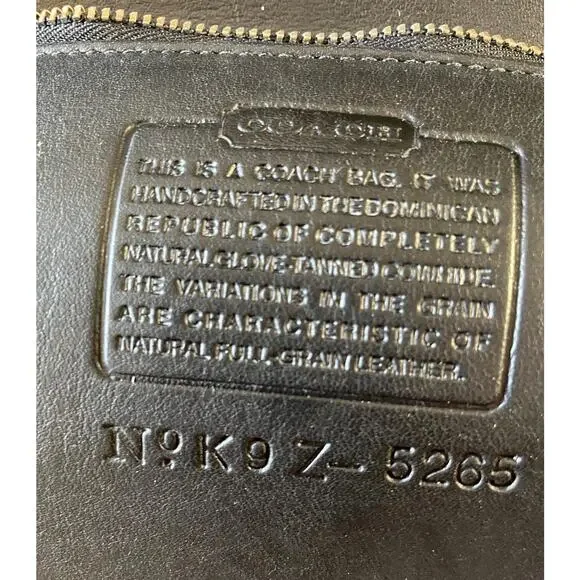 COACH
THIS IS A COACH BAG. IT WAS
HANDCRAFTED IN THE DOMINICAN
REPUBLIC OF COMPLETELY
NATURAL GLOVE-TANNED COWHIDE.
THE VARIATIONS IN THE GRAIN
ARE CHARACTERISTIC OF
NATURAL FULL-GRAIN LEATHER.
No K9Z-5265